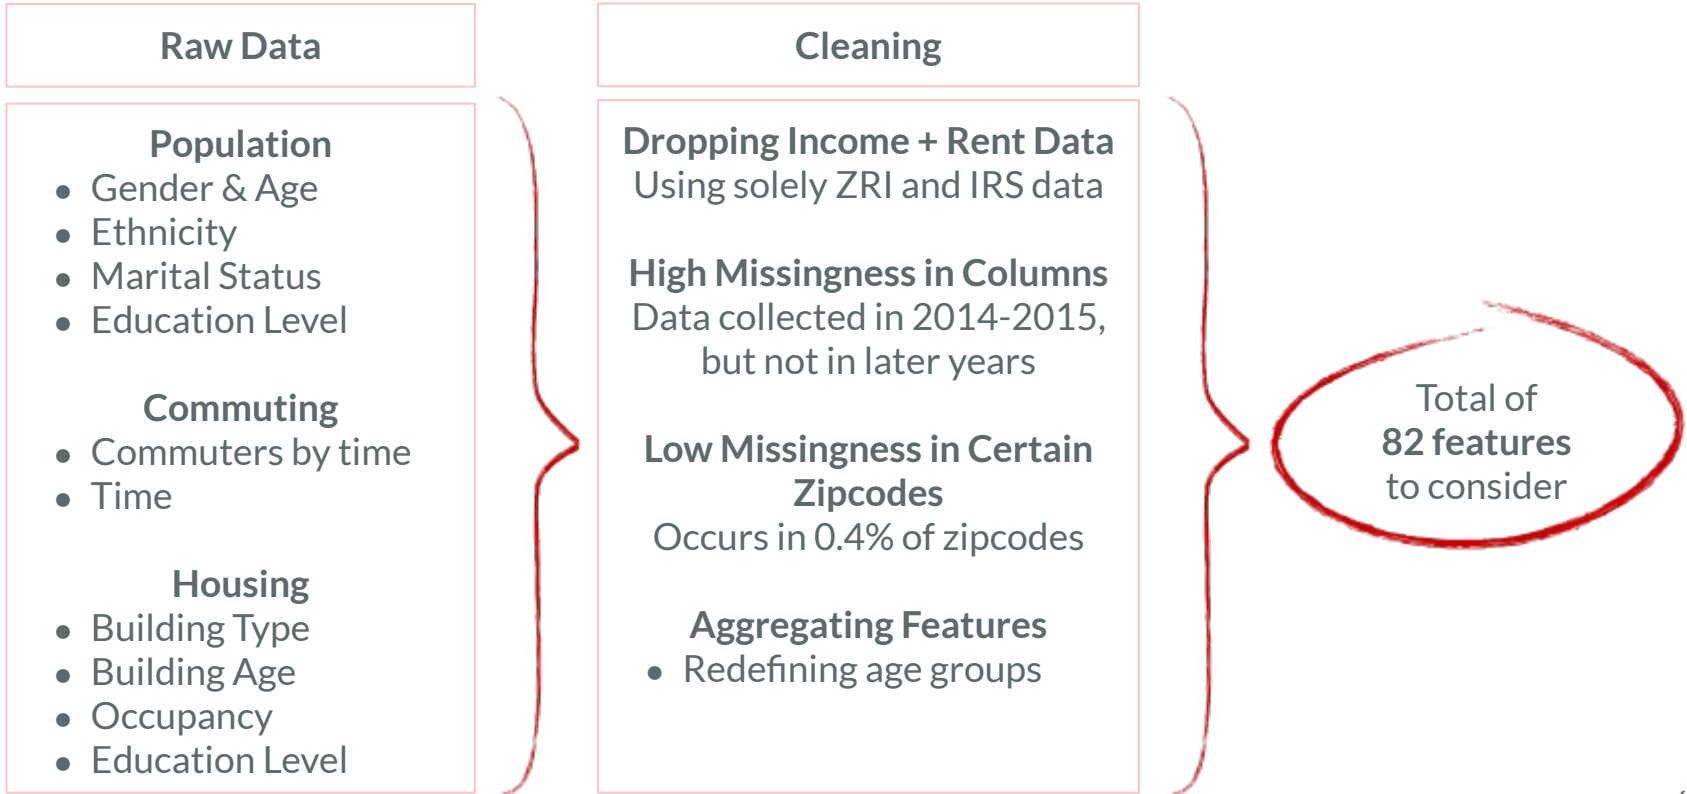 Raw Data
Population
• Gender & Age
• Ethnicity
• Marital Status
• Education Level
Commuting
• Commuters by time
• Time
Housing
• Building Type
• Building Age
• Occupancy
• Education Level
Cleaning
Dropping Income + Rent Data
Using solely ZRI and IRS data
High Missingness in Columns
Data collected in 2014-2015,
but not in later years
Low Missingness in Certain
Zipcodes
Occurs in 0.4% of zipcodes
Aggregating Features
• Redefining age groups
Total of
82 features
to consider